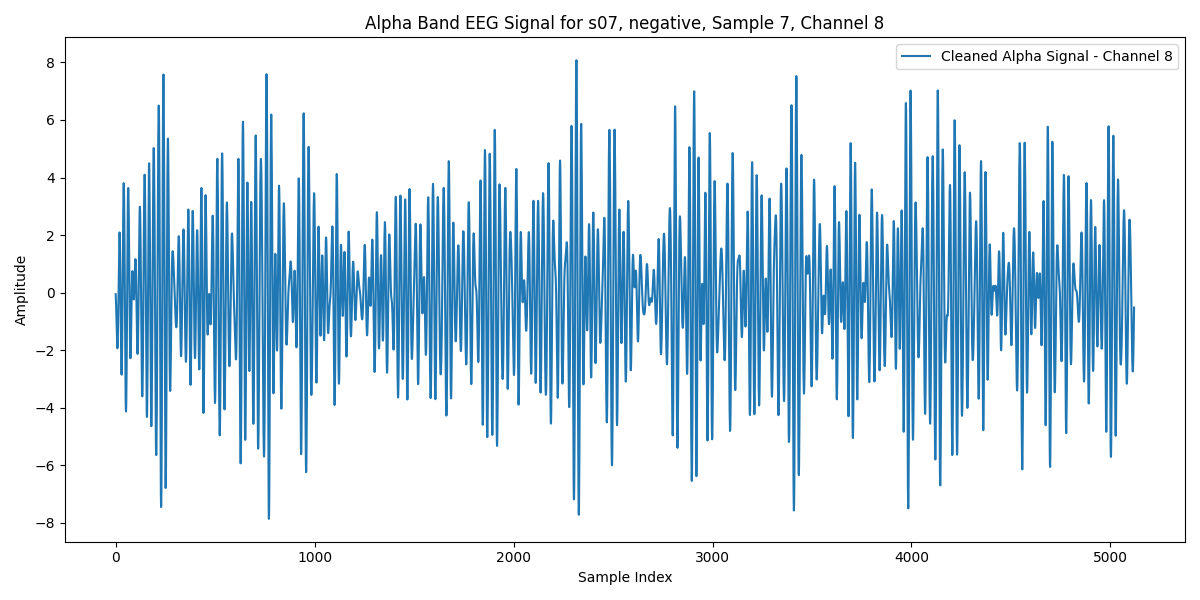 Alpha Band EEG Signal for s07, negative, Sample 7, Channel 8
Cleaned Alpha Signal - Channel 8
8
6
4
2
0
−2
−4
−6
−8
Amplitude
0 1000 2000 3000 4000 5000
Sample Index